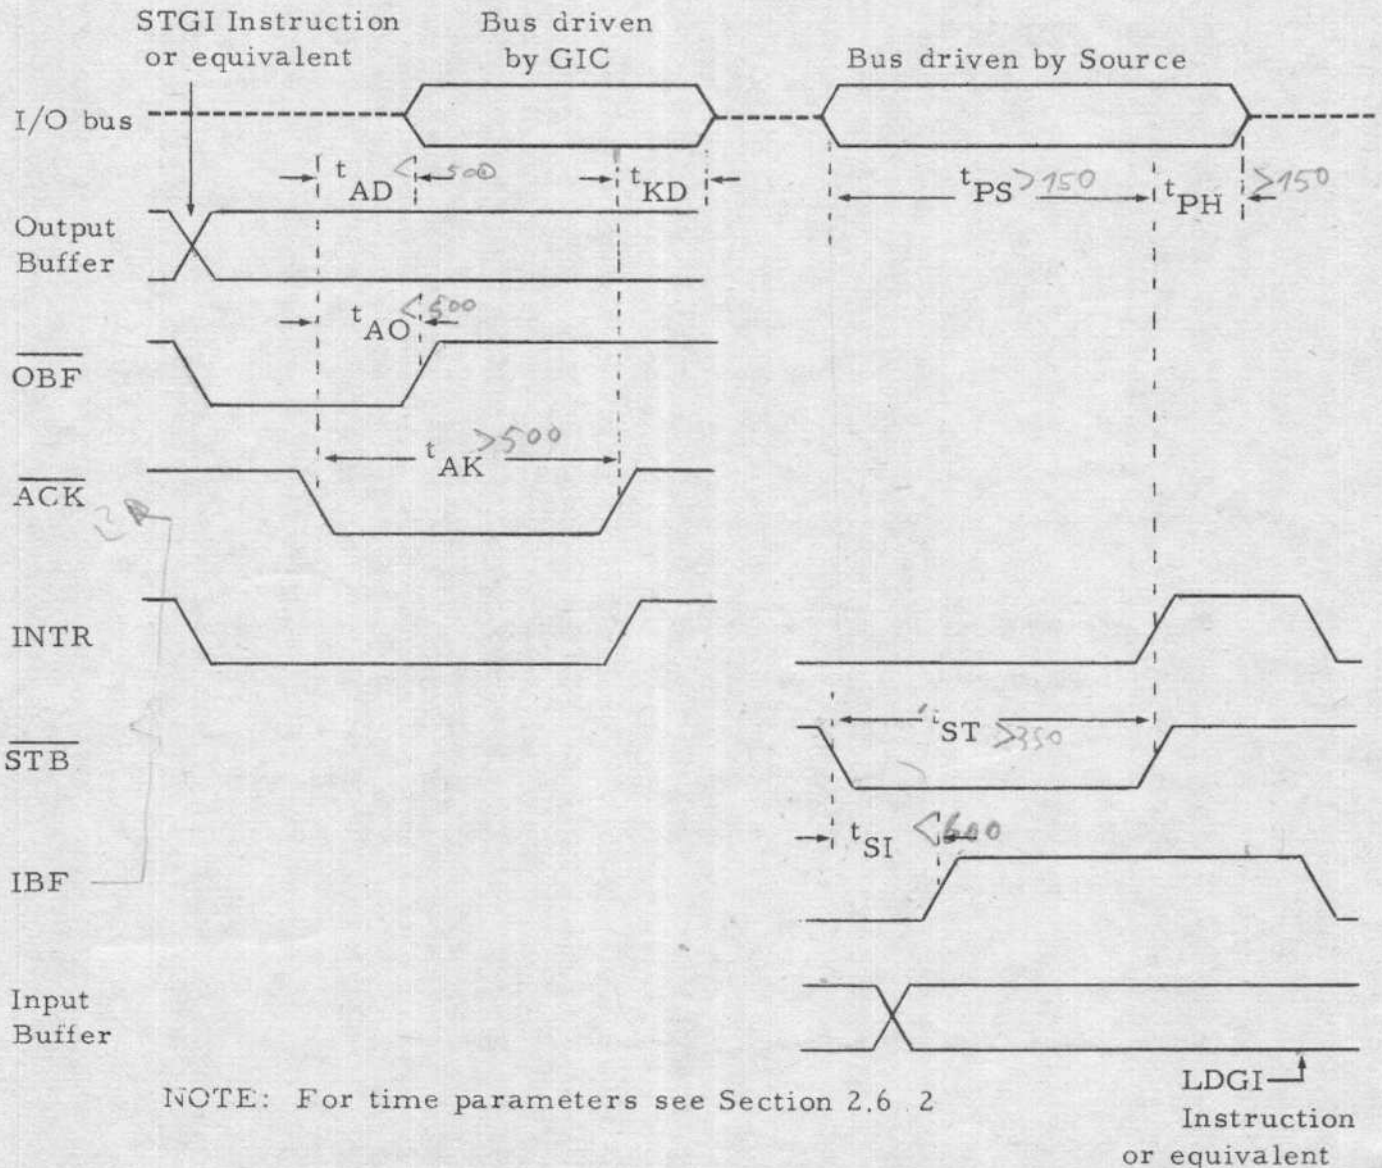 STGI Instruction
or equivalent
Bus driven
by GIC
Bus driven by Source
I/O bus
t AD < 500
t KD
t PS >150
t PH >150
Output
Buffer
t AO <500
OBF
t AK >500
ACK
INTR
t ST >350
STB
t SI <600
IBF
Input
Buffer
LDGI
Instruction
or equivalent
NOTE: For time parameters see Section 2.6.2